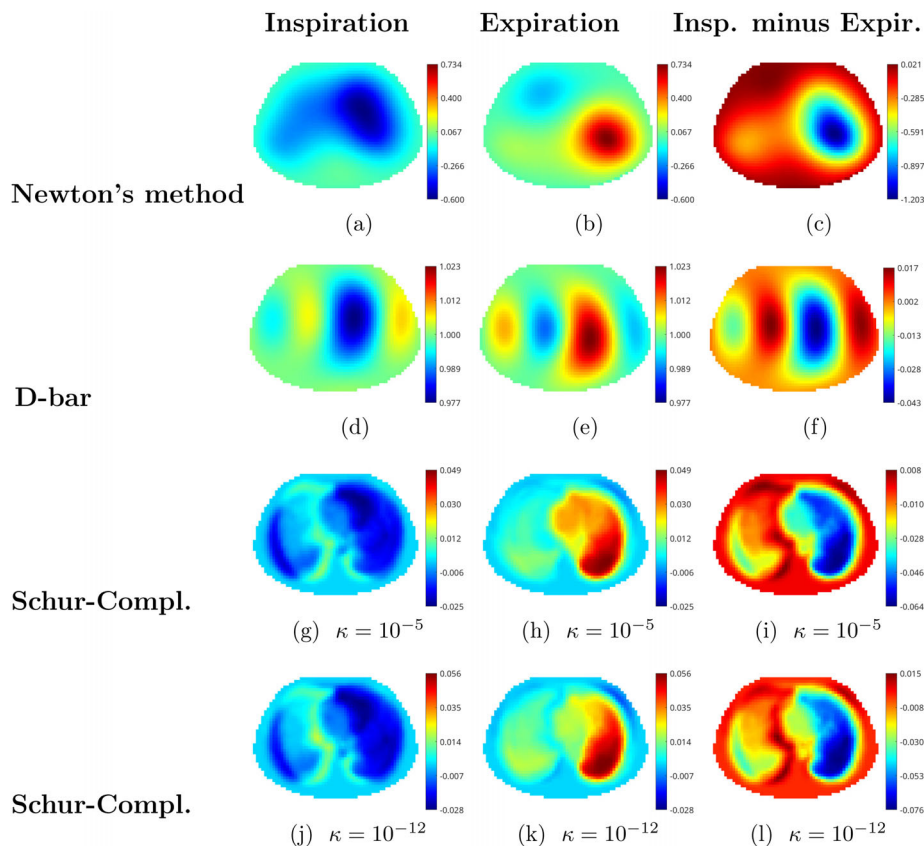 Inspiration Expiration Insp. minus Expir.
0.734 0.734 0.021
0.400 0.400 -0.285
0.067 0.067 -0.591
-0.266 -0.266 -0.897
-0.600 -0.600 -1.203
Newton's method
(a) (b) (c)
1.023 1.023 0.017
1.012 1.012 0.002
1.000 1.000 -0.013
0.989 0.989 -0.028
0.977 0.977 -0.043
D-bar
(d) (e) (f)
0.049 0.049 0.008
0.030 0.030 -0.010
0.012 0.012 -0.028
-0.006 -0.006 -0.046
-0.025 -0.025 -0.064
Schur-Compl.
(g) κ = 10⁻⁵ (h) κ = 10⁻⁵ (i) κ = 10⁻⁵
0.056 0.056 0.015
0.035 0.035 -0.008
0.014 0.014 -0.030
-0.007 -0.007 -0.053
-0.028 -0.028 -0.076
Schur-Compl.
(j) κ = 10⁻¹² (k) κ = 10⁻¹² (l) κ = 10⁻¹²